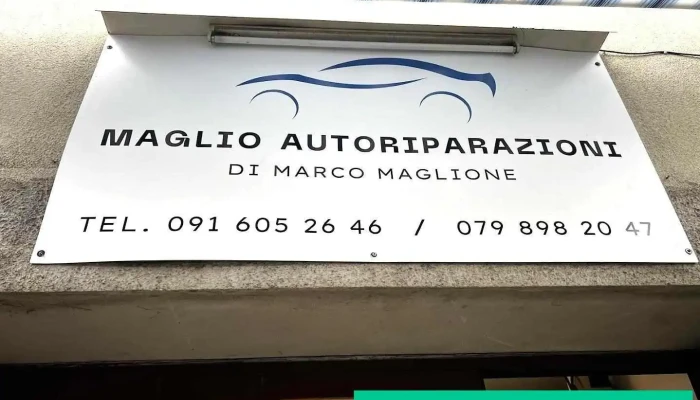 MAGLIO AUTORIPARAZIONI
DI MARCO MAGLIONE
TEL. 091 605 26 46 / 079 898 20 47